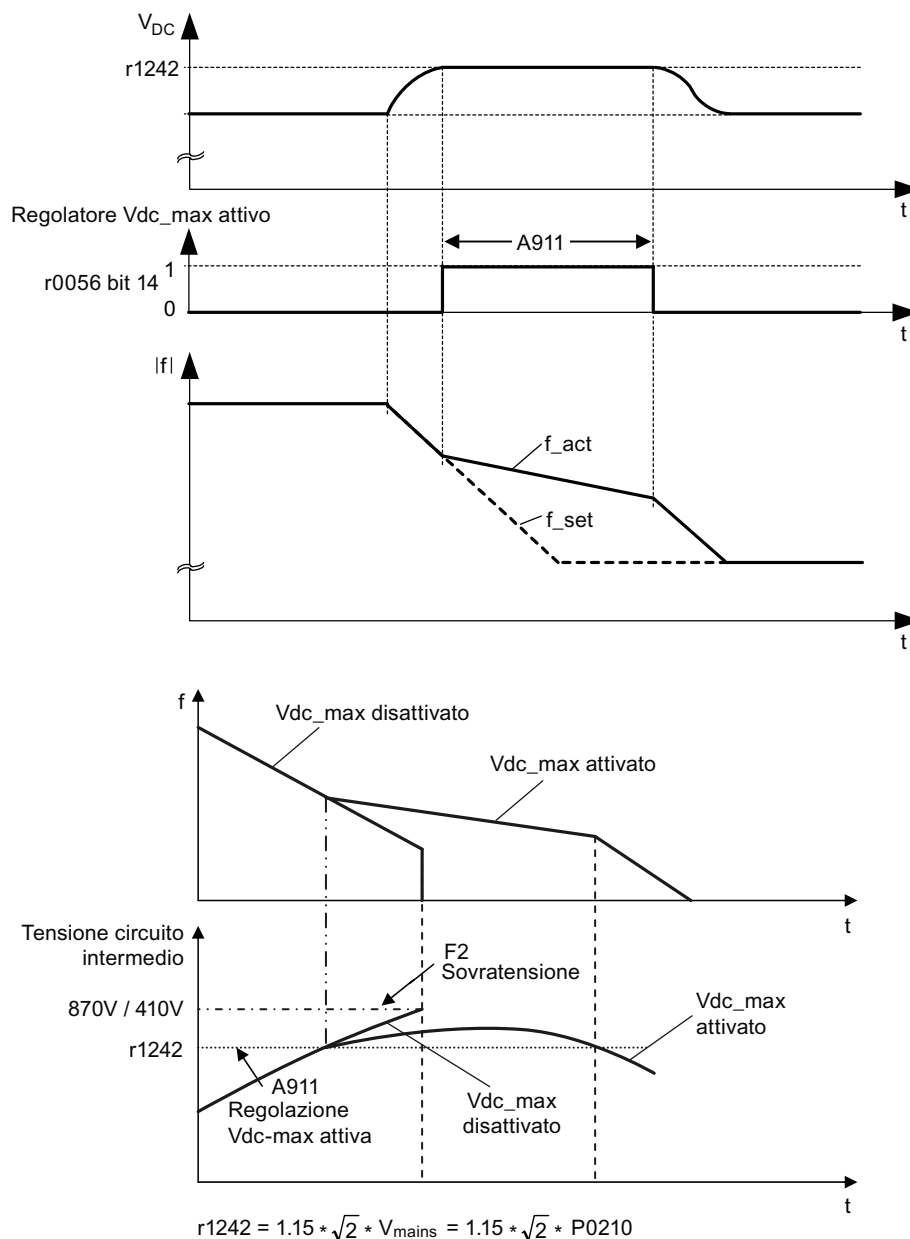 V_DC
r1242
t
Regolatore Vdc_max attivo
A911
r0056 bit 14
1
0
t
|f|
f_act
f_set
t
f
Vdc_max disattivato
Vdc_max attivato
t
Tensione circuito
intermedio
F2
Sovratensione
870V / 410V
Vdc_max
attivato
r1242
A911
Regolazione
Vdc-max attiva
Vdc_max
disattivato
t
r1242 = 1.15 * √2 * V_mains = 1.15 * √2 * P0210